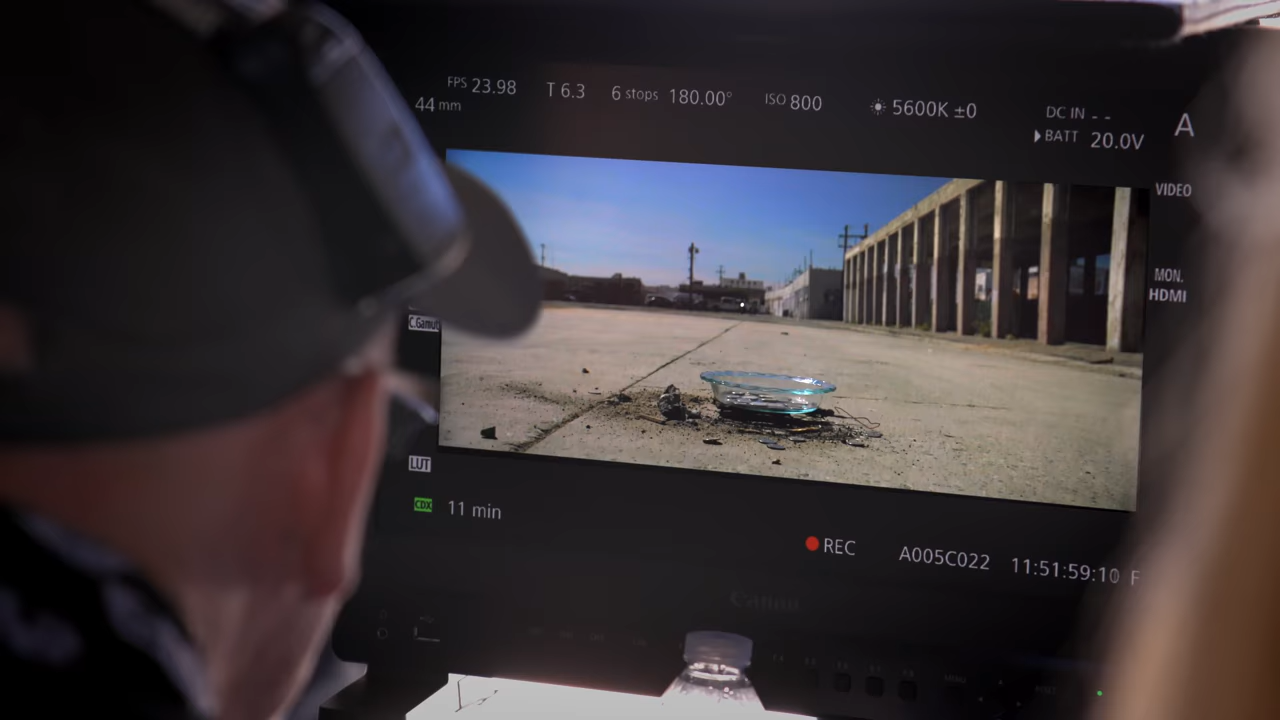 FPS 23.98 T 6.3 6 stops 180.00° ISO 800 5600K ±0 DC IN - -
44 mm
BATT 20.0V
A
VIDEO
MON.
HDMI
C.Gamut
LUT
CDX 11 min
REC A005C022 11:51:59:10 F
Canon